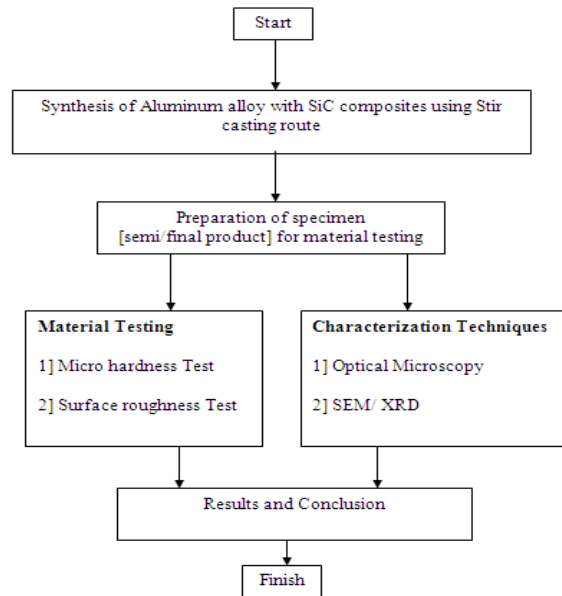 Start
Synthesis of Aluminum alloy with SiC composites using Stir
casting route
Preparation of specimen
[semi/final product] for material testing
Material Testing
1] Micro hardness Test
2] Surface roughness Test
Characterization Techniques
1] Optical Microscopy
2] SEM/ XRD
Results and Conclusion
Finish